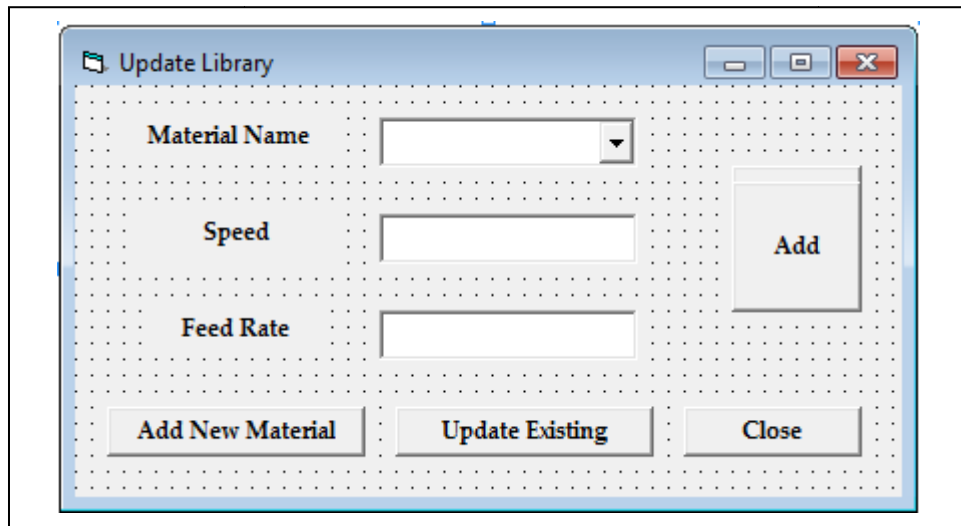 Update Library
Material Name
Speed
Add
Feed Rate
Add New Material
Update Existing
Close